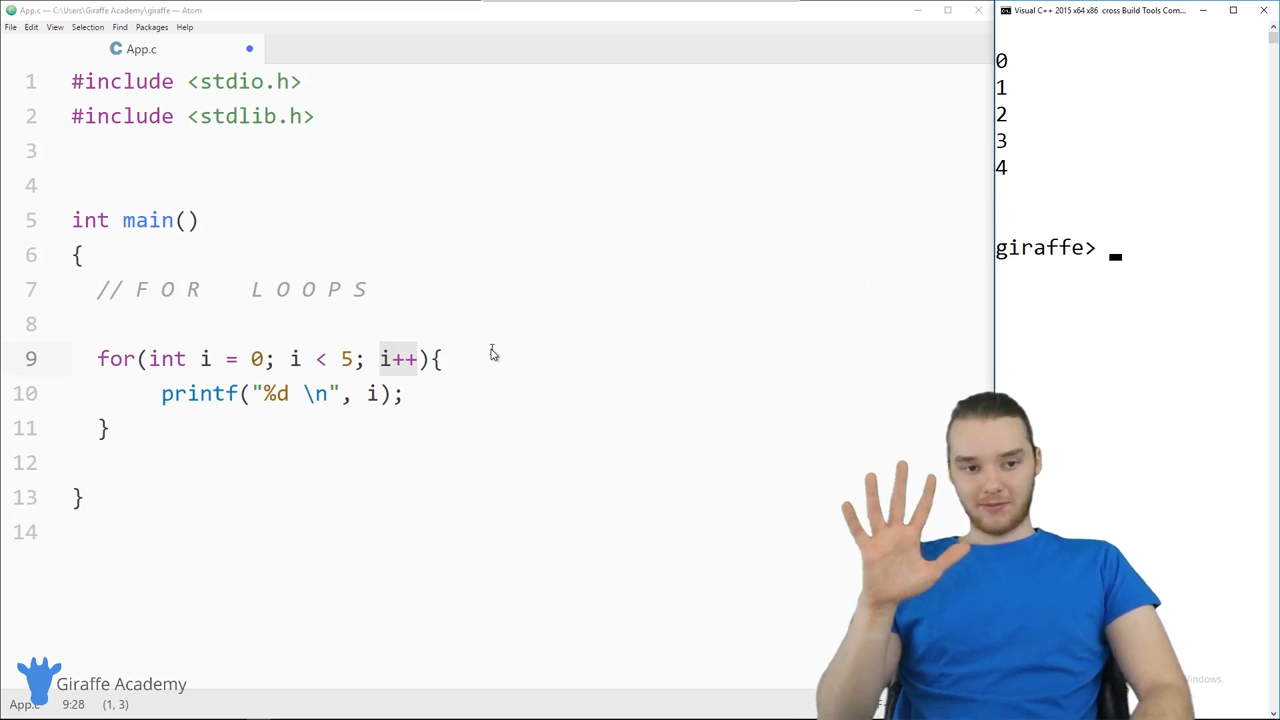 App.c — C:\Users\Giraffe Academy\giraffe — Atom
File Edit View Selection Find Packages Help
App.c
1 #include <stdio.h>
2 #include <stdlib.h>
3
4
5 int main()
6 {
7 // F O R L O O P S
8
9 for(int i = 0; i < 5; i++){
10 printf("%d \n", i);
11 }
12
13 }
14
Giraffe Academy
App.c 9:28 (1, 3)
Visual C++ 2015 x64 x86 cross Build Tools Com...
0
1
2
3
4
giraffe>
indows.